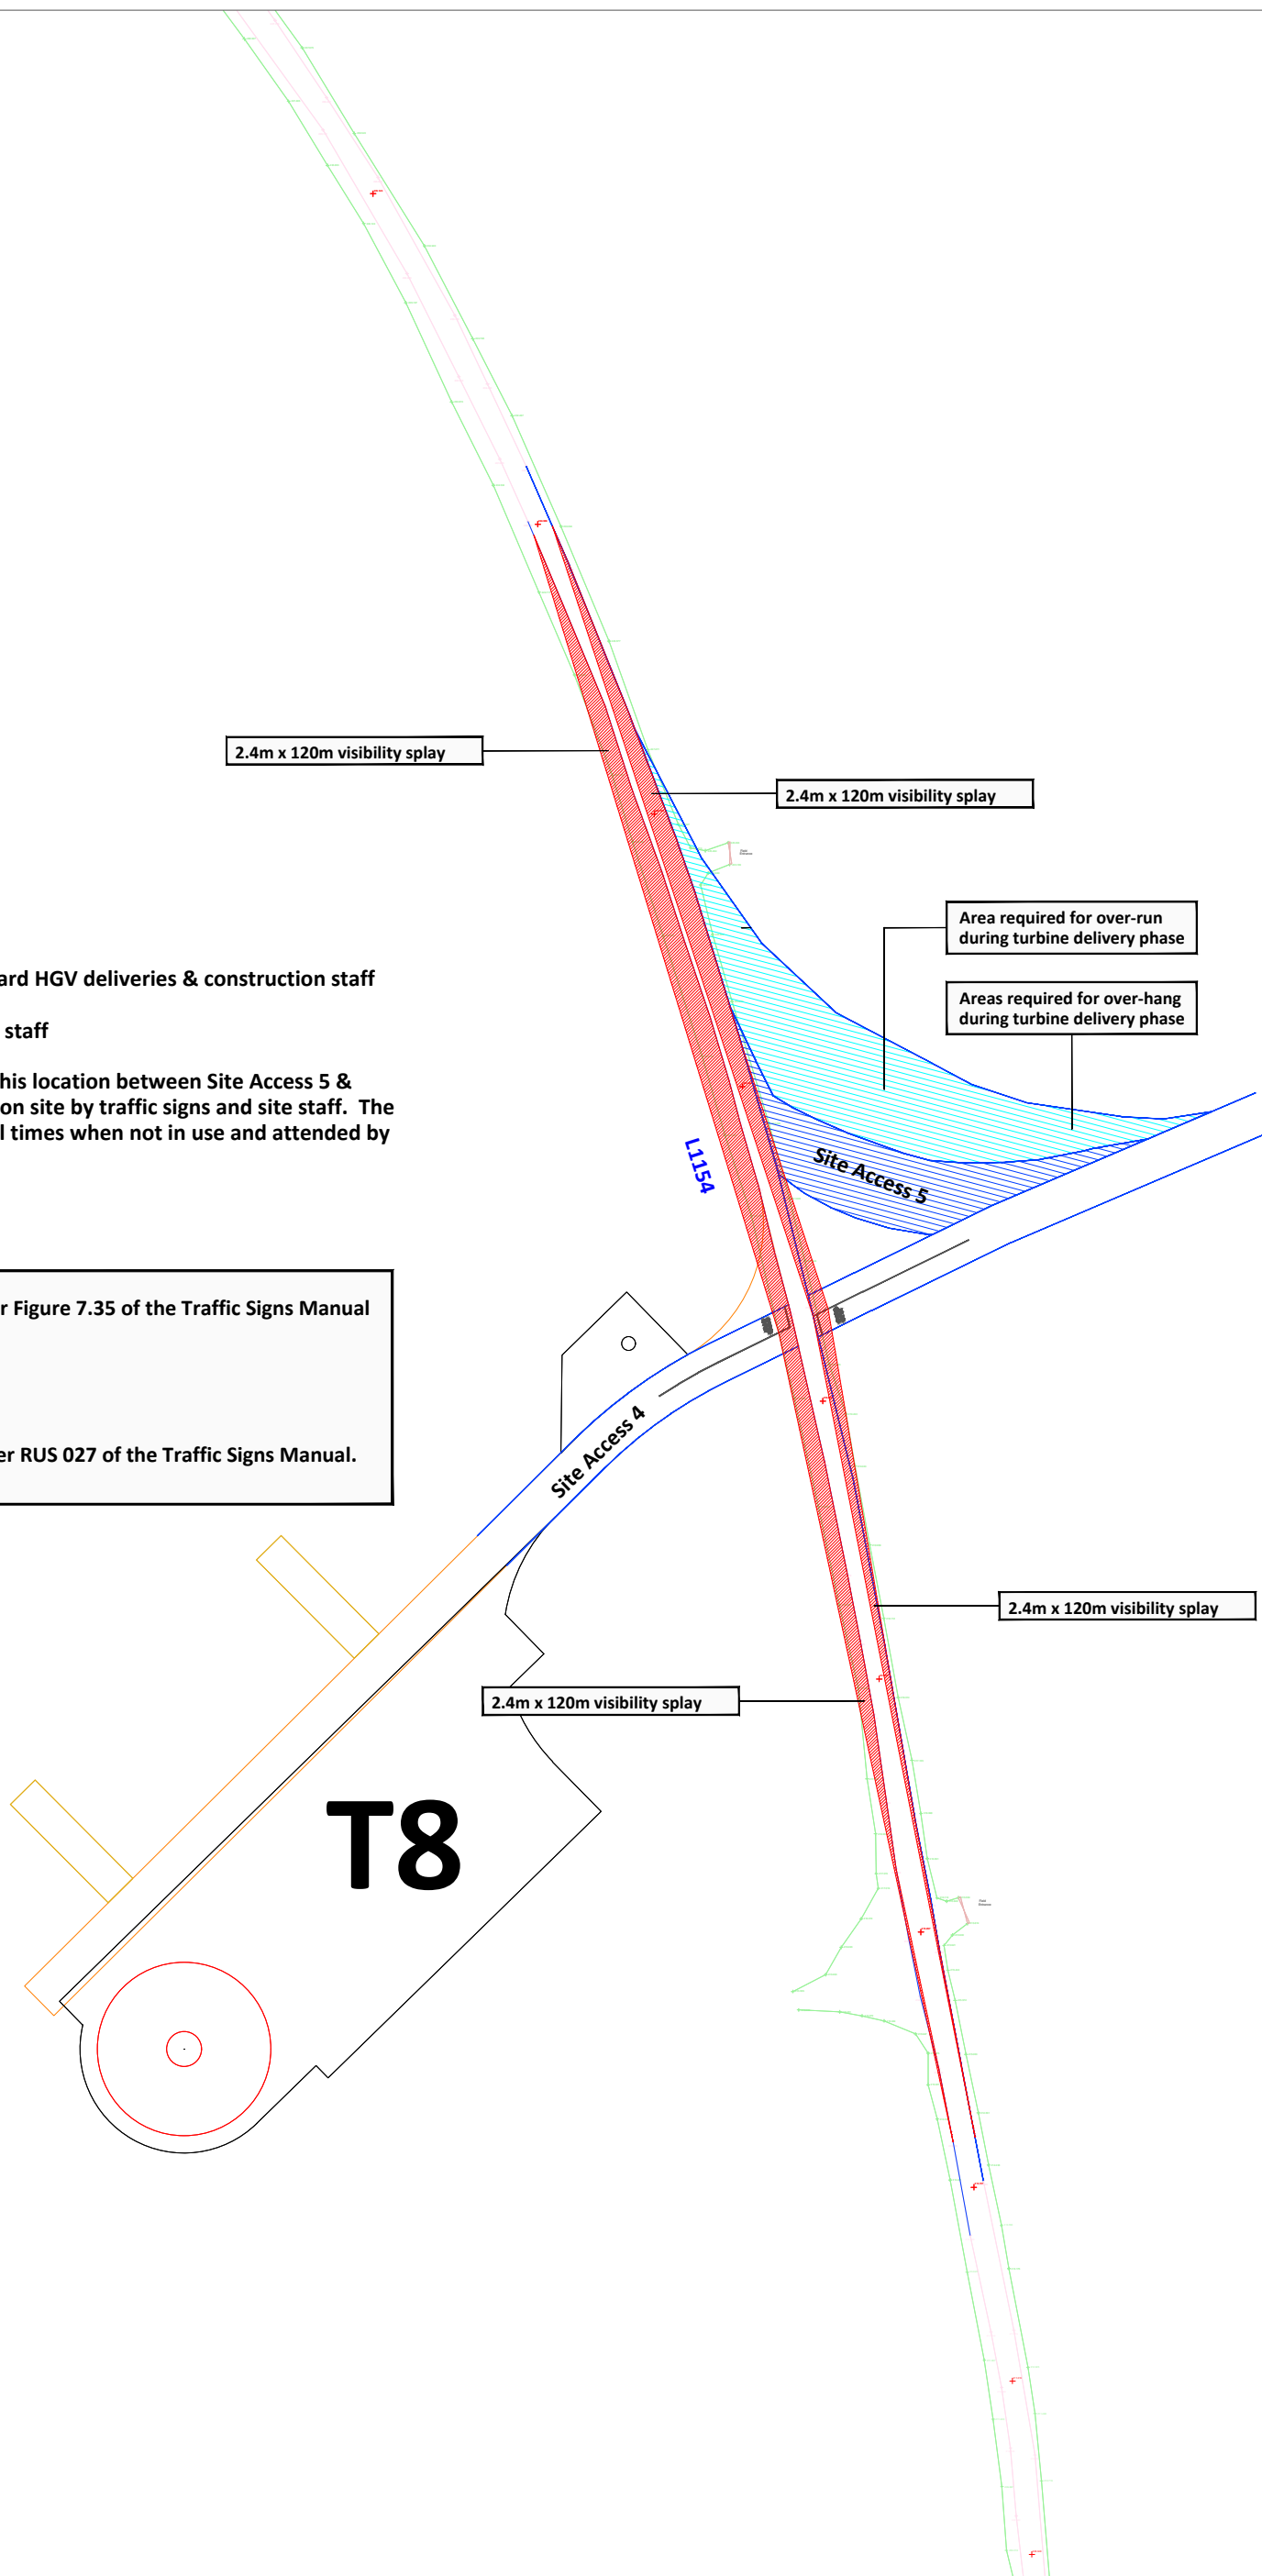 2.4m x 120m visibility splay
2.4m x 120m visibility splay
Field
Entrance
Area required for over-run
during turbine delivery phase
ard HGV deliveries & construction staff
Areas required for over-hang
during turbine delivery phase
staff
his location between Site Access 5 &
on site by traffic signs and site staff. The
l times when not in use and attended by
L1154
Site Access 5
r Figure 7.35 of the Traffic Signs Manual
Site Access 4
er RUS 027 of the Traffic Signs Manual.
2.4m x 120m visibility splay
2.4m x 120m visibility splay
T8
Field
Entrance